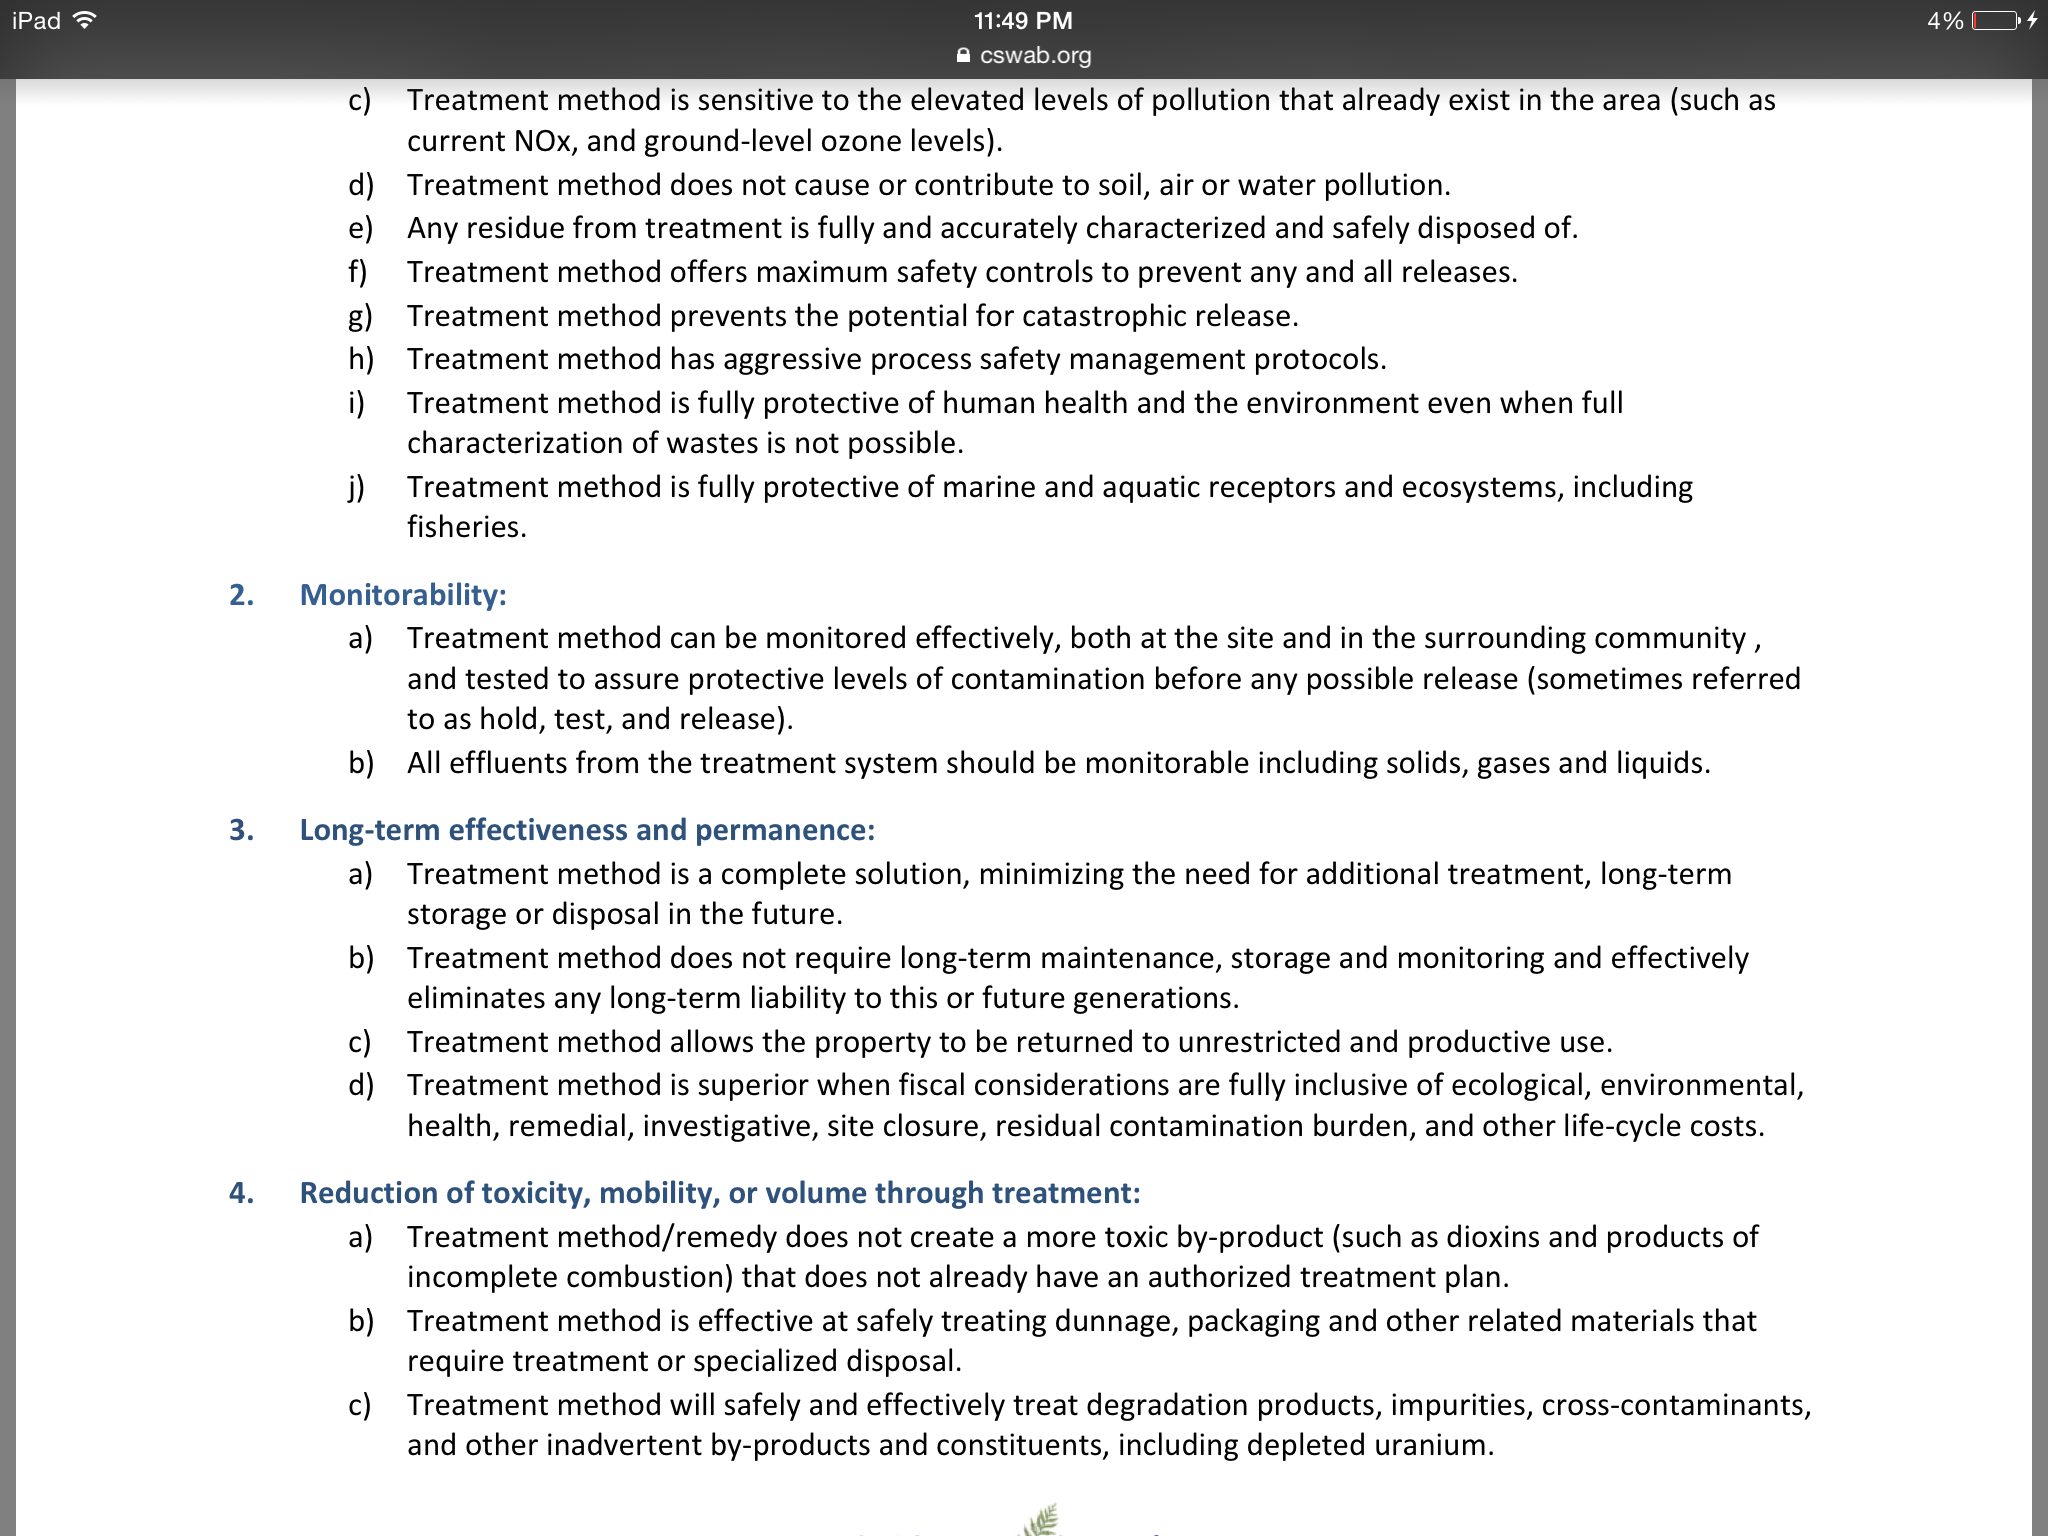 iPad
11:49 PM
4%
cswab.org
c) Treatment method is sensitive to the elevated levels of pollution that already exist in the area (such as
current NOx, and ground-level ozone levels).
d) Treatment method does not cause or contribute to soil, air or water pollution.
e) Any residue from treatment is fully and accurately characterized and safely disposed of.
f) Treatment method offers maximum safety controls to prevent any and all releases.
g) Treatment method prevents the potential for catastrophic release.
h) Treatment method has aggressive process safety management protocols.
i) Treatment method is fully protective of human health and the environment even when full
characterization of wastes is not possible.
j) Treatment method is fully protective of marine and aquatic receptors and ecosystems, including
fisheries.
2. Monitorability:
a) Treatment method can be monitored effectively, both at the site and in the surrounding community ,
and tested to assure protective levels of contamination before any possible release (sometimes referred
to as hold, test, and release).
b) All effluents from the treatment system should be monitorable including solids, gases and liquids.
3. Long-term effectiveness and permanence:
a) Treatment method is a complete solution, minimizing the need for additional treatment, long-term
storage or disposal in the future.
b) Treatment method does not require long-term maintenance, storage and monitoring and effectively
eliminates any long-term liability to this or future generations.
c) Treatment method allows the property to be returned to unrestricted and productive use.
d) Treatment method is superior when fiscal considerations are fully inclusive of ecological, environmental,
health, remedial, investigative, site closure, residual contamination burden, and other life-cycle costs.
4. Reduction of toxicity, mobility, or volume through treatment:
a) Treatment method/remedy does not create a more toxic by-product (such as dioxins and products of
incomplete combustion) that does not already have an authorized treatment plan.
b) Treatment method is effective at safely treating dunnage, packaging and other related materials that
require treatment or specialized disposal.
c) Treatment method will safely and effectively treat degradation products, impurities, cross-contaminants,
and other inadvertent by-products and constituents, including depleted uranium.